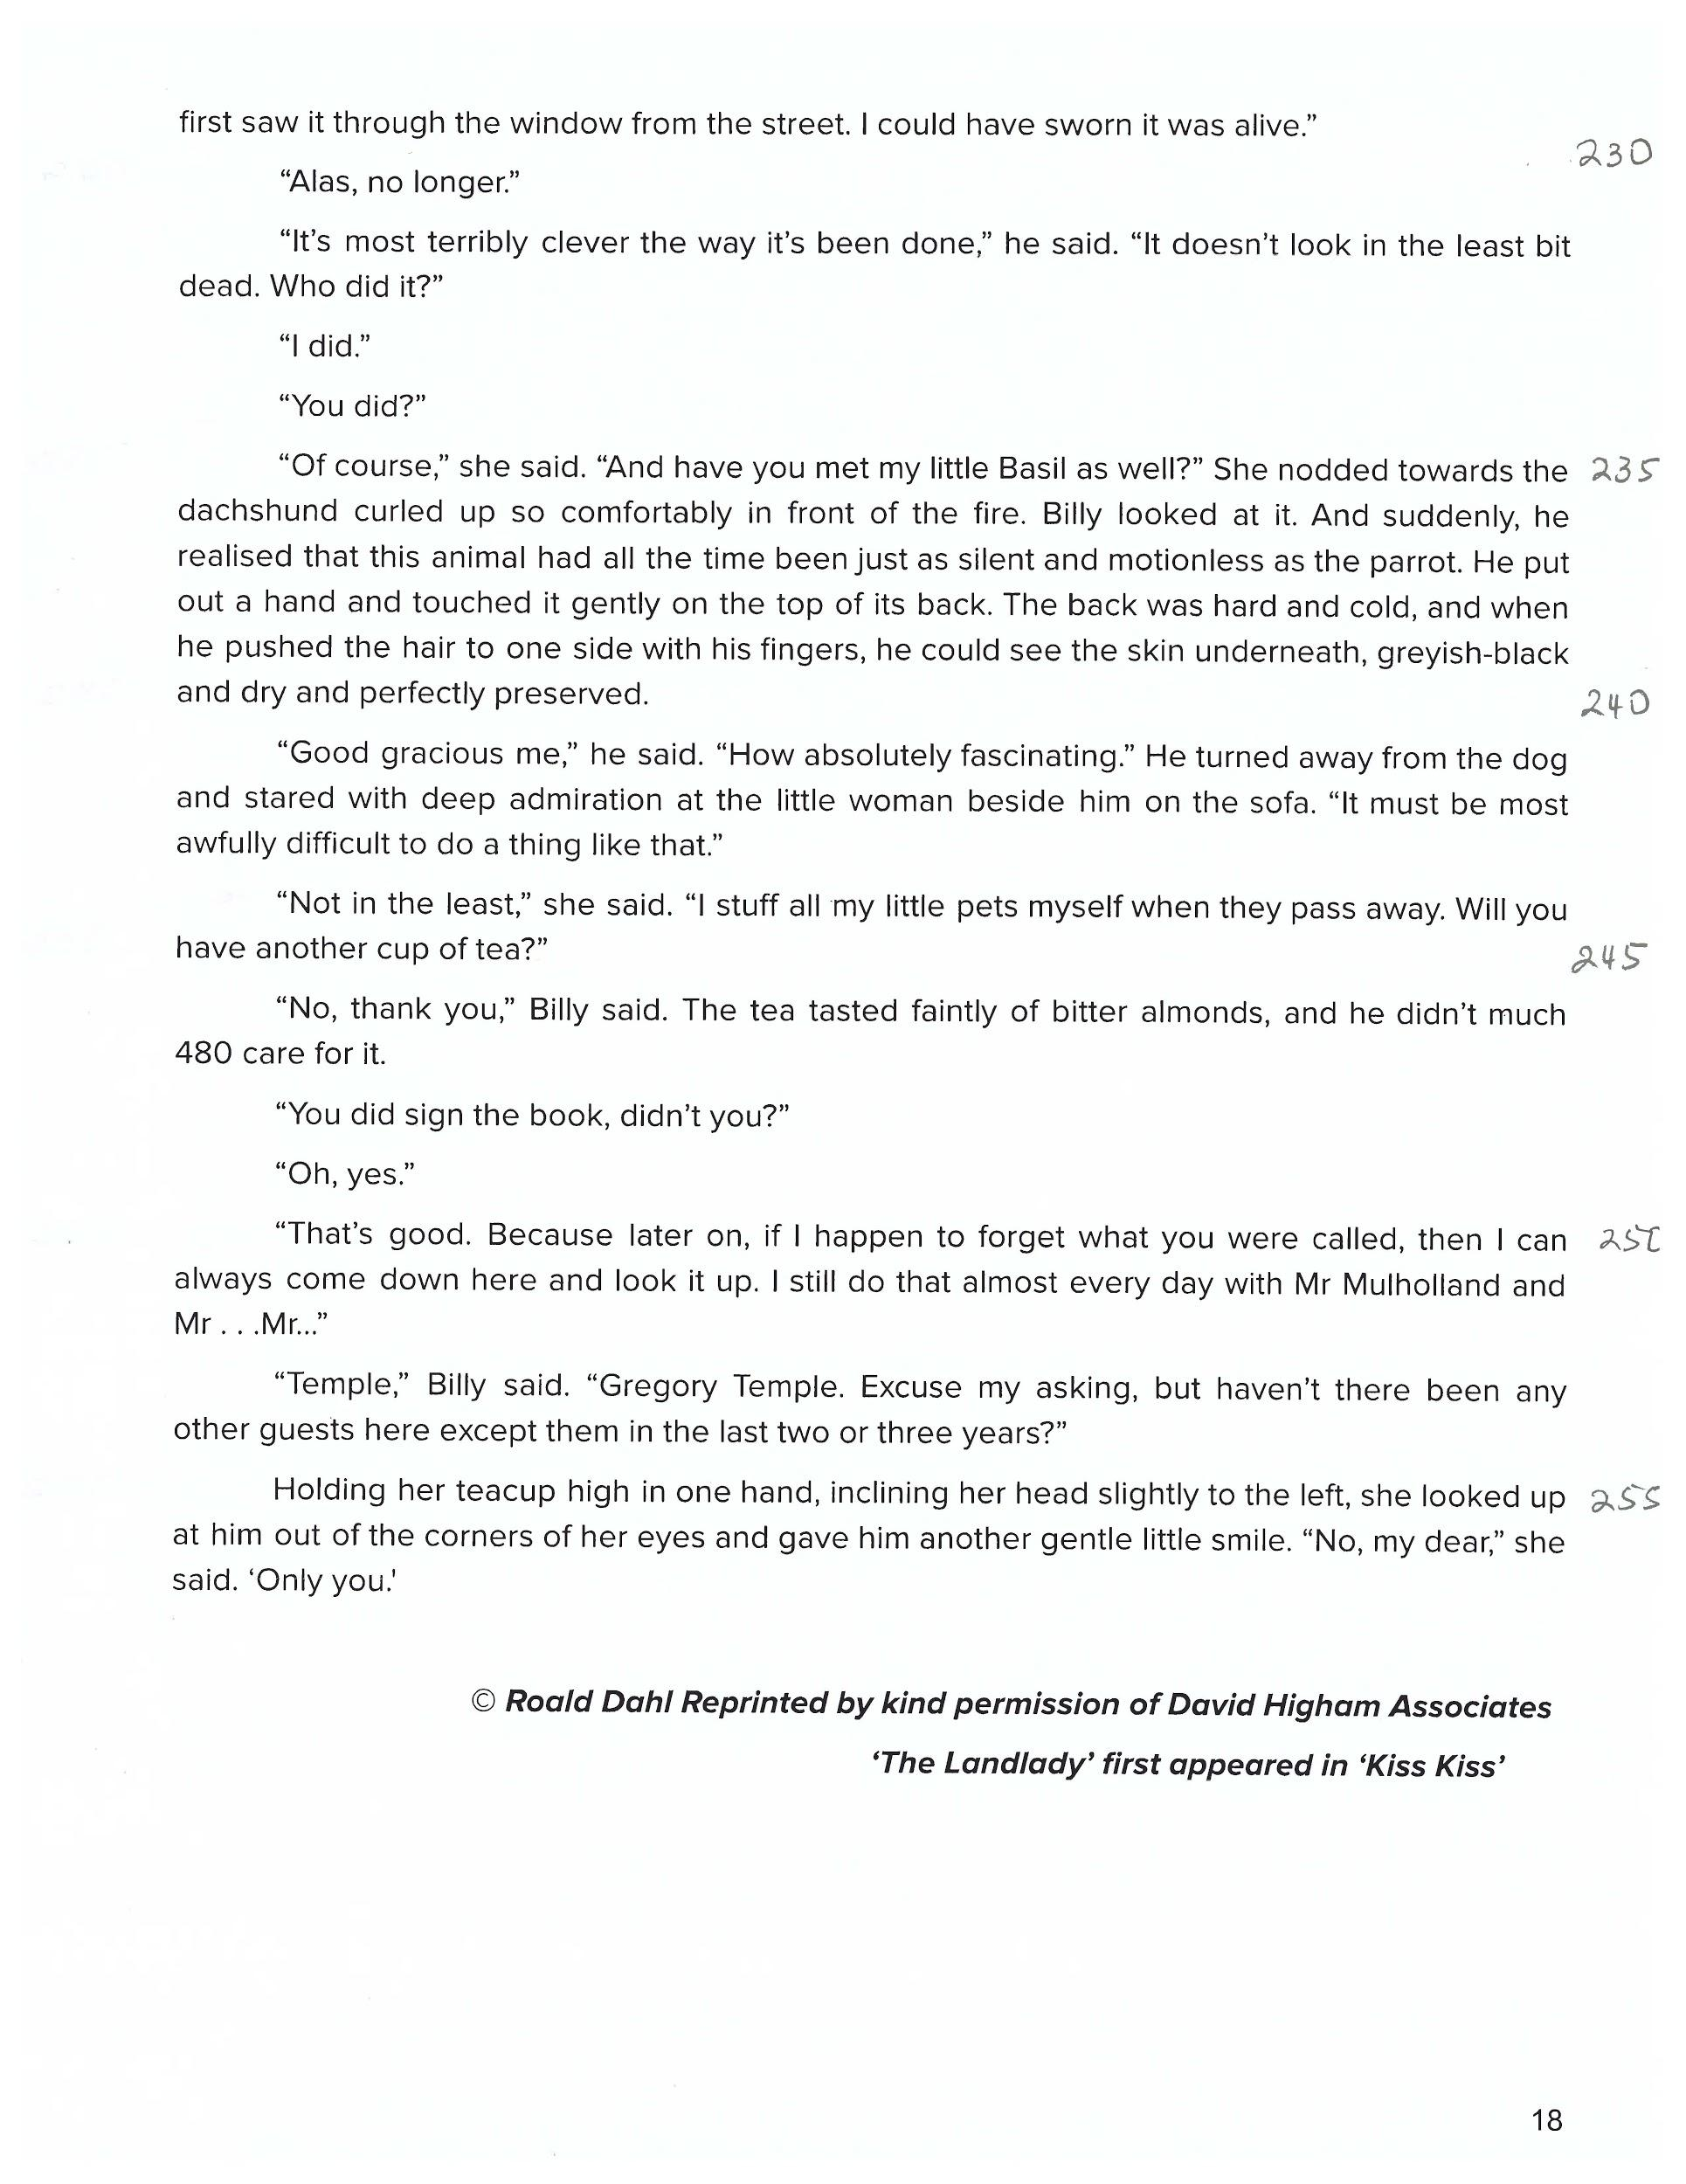 first saw it through the window from the street. I could have sworn it was alive.”
230
“Alas, no longer.”
“It’s most terribly clever the way it’s been done,” he said. “It doesn’t look in the least bit
dead. Who did it?”
“I did.”
“You did?”
“Of course,” she said. “And have you met my little Basil as well?” She nodded towards the 235
dachshund curled up so comfortably in front of the fire. Billy looked at it. And suddenly, he
realised that this animal had all the time been just as silent and motionless as the parrot. He put
out a hand and touched it gently on the top of its back. The back was hard and cold, and when
he pushed the hair to one side with his fingers, he could see the skin underneath, greyish-black
and dry and perfectly preserved. 240
“Good gracious me,” he said. “How absolutely fascinating.” He turned away from the dog
and stared with deep admiration at the little woman beside him on the sofa. “It must be most
awfully difficult to do a thing like that.”
“Not in the least,” she said. “I stuff all my little pets myself when they pass away. Will you
have another cup of tea?” 245
“No, thank you,” Billy said. The tea tasted faintly of bitter almonds, and he didn’t much
480 care for it.
“You did sign the book, didn’t you?”
“Oh, yes.”
“That’s good. Because later on, if I happen to forget what you were called, then I can
always come down here and look it up. I still do that almost every day with Mr Mulholland and
Mr . . .Mr...”
“Temple,” Billy said. “Gregory Temple. Excuse my asking, but haven’t there been any
other guests here except them in the last two or three years?”
Holding her teacup high in one hand, inclining her head slightly to the left, she looked up 255
at him out of the corners of her eyes and gave him another gentle little smile. “No, my dear,” she
said. ‘Only you.'
© Roald Dahl Reprinted by kind permission of David Higham Associates
‘The Landlady’ first appeared in ‘Kiss Kiss’
18